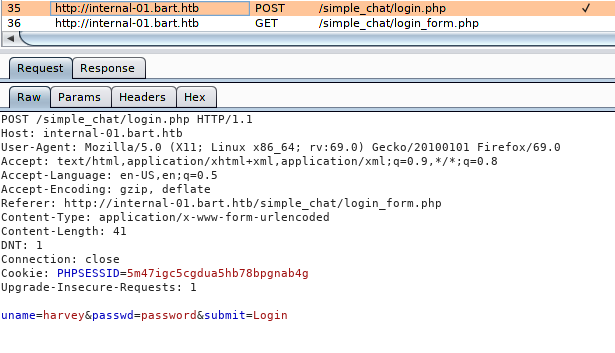 35 http://internal-01.bart.htb POST /simple_chat/login.php ✓
36 http://internal-01.bart.htb GET /simple_chat/login_form.php
Request Response
Raw Params Headers Hex
POST /simple_chat/login.php HTTP/1.1
Host: internal-01.bart.htb
User-Agent: Mozilla/5.0 (X11; Linux x86_64; rv:69.0) Gecko/20100101 Firefox/69.0
Accept: text/html,application/xhtml+xml,application/xml;q=0.9,*/*;q=0.8
Accept-Language: en-US,en;q=0.5
Accept-Encoding: gzip, deflate
Referer: http://internal-01.bart.htb/simple_chat/login_form.php
Content-Type: application/x-www-form-urlencoded
Content-Length: 41
DNT: 1
Connection: close
Cookie: PHPSESSID=5m47igc5cgdua5hb78bpgnab4g
Upgrade-Insecure-Requests: 1
uname=harvey&passwd=password&submit=Login